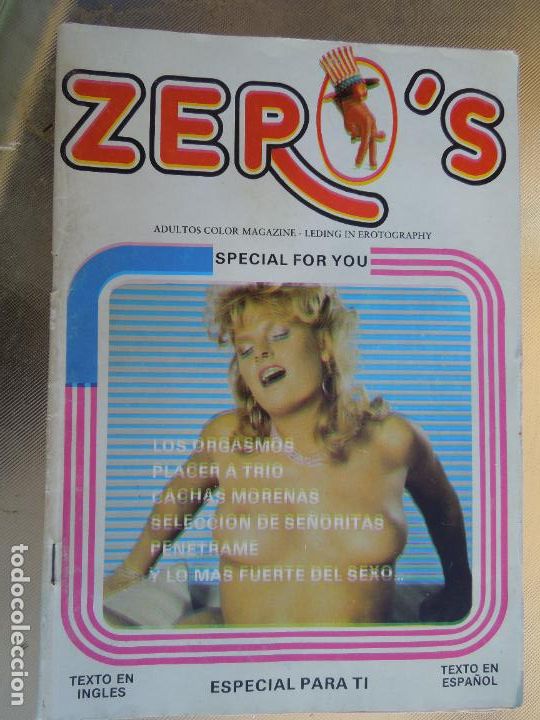 ZERO'S
ADULTOS COLOR MAGAZINE - LEDING IN EROTOGRAPHY
SPECIAL FOR YOU
LOS ORGASMOS
PLACER A TRIO
CACHAS MORENAS
SELECCION DE SEÑORITAS
PENETRAME
Y LO MAS FUERTE DEL SEXO...
TEXTO EN
INGLES
ESPECIAL PARA TI
TEXTO EN
ESPAÑOL
todocoleccion